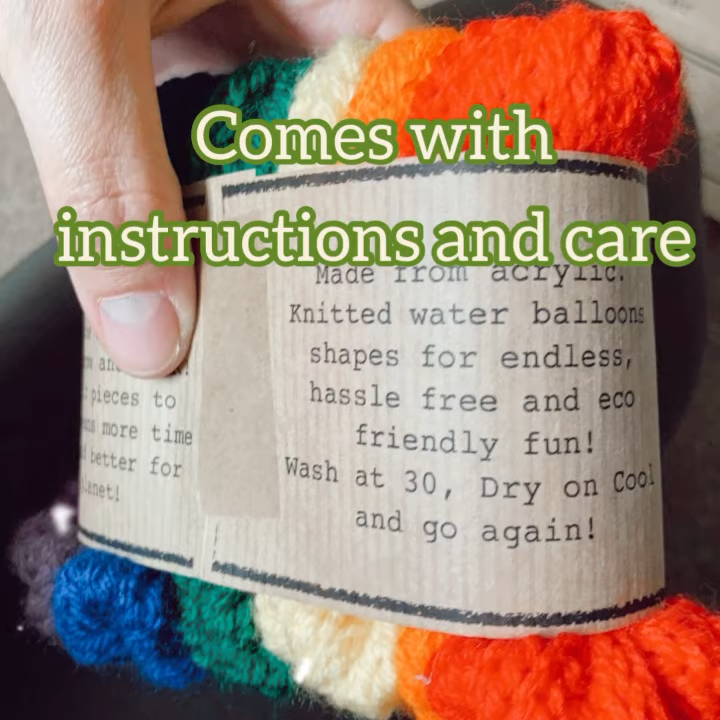 Comes with
instructions and care
Made from acrylic.
Knitted water balloons
shapes for endless,
hassle free and eco
friendly fun!
Wash at 30, Dry on Cool
and go again!
pieces to
more time
better for